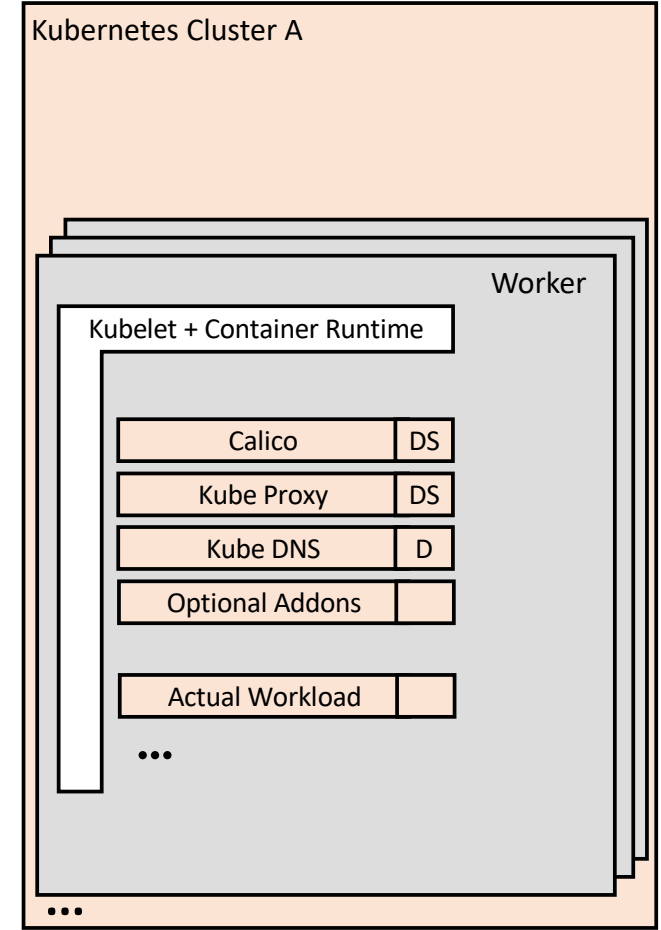 Kubernetes Cluster A
Worker
Kubelet + Container Runtime
Calico DS
Kube Proxy DS
Kube DNS D
Optional Addons
Actual Workload
...
...